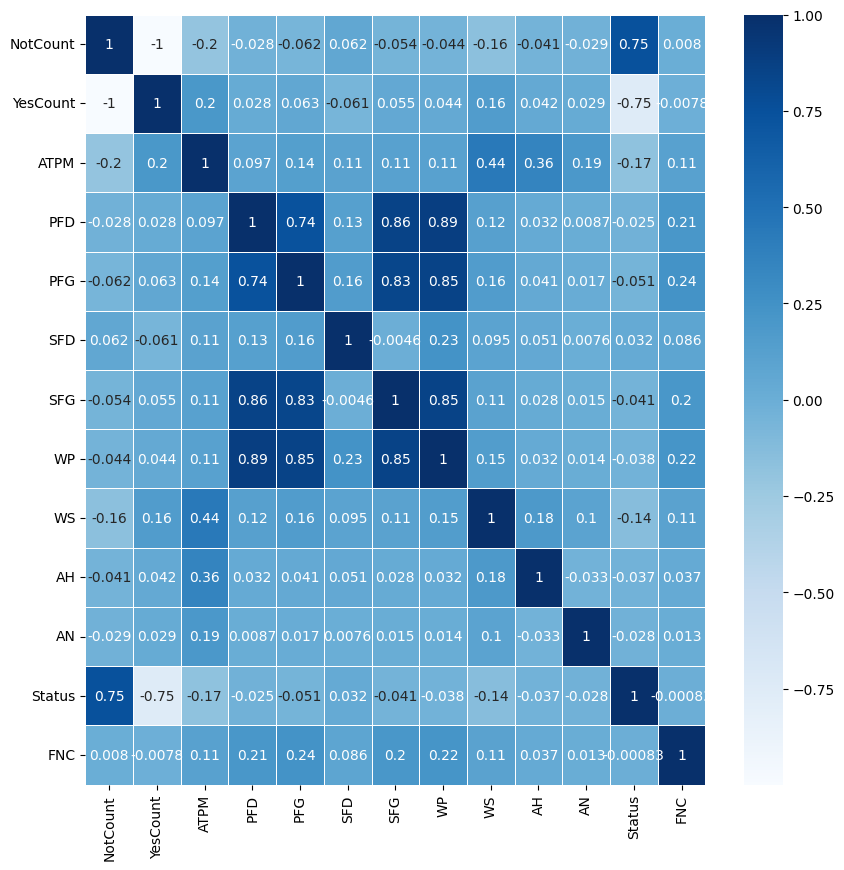 NotCount 1 -1 -0.2 -0.028 -0.062 0.062 -0.054 -0.044 -0.16 -0.041 -0.029 0.75 0.008
YesCount -1 1 0.2 0.028 0.063 -0.061 0.055 0.044 0.16 0.042 0.029 -0.75 -0.0078
ATPM -0.2 0.2 1 0.097 0.14 0.11 0.11 0.11 0.44 0.36 0.19 -0.17 0.11
PFD -0.028 0.028 0.097 1 0.74 0.13 0.86 0.89 0.12 0.032 0.0087 -0.025 0.21
PFG -0.062 0.063 0.14 0.74 1 0.16 0.83 0.85 0.16 0.041 0.017 -0.051 0.24
SFD 0.062 -0.061 0.11 0.13 0.16 1 -0.0046 0.23 0.095 0.051 0.0076 0.032 0.086
SFG -0.054 0.055 0.11 0.86 0.83 -0.0046 1 0.85 0.11 0.028 0.015 -0.041 0.2
WP -0.044 0.044 0.11 0.89 0.85 0.23 0.85 1 0.15 0.032 0.014 -0.038 0.22
WS -0.16 0.16 0.44 0.12 0.16 0.095 0.11 0.15 1 0.18 0.1 -0.14 0.11
AH -0.041 0.042 0.36 0.032 0.041 0.051 0.028 0.032 0.18 1 -0.033 -0.037 0.037
AN -0.029 0.029 0.19 0.0087 0.017 0.0076 0.015 0.014 0.1 -0.033 1 -0.028 0.013
Status 0.75 -0.75 -0.17 -0.025 -0.051 0.032 -0.041 -0.038 -0.14 -0.037 -0.028 1
FNC 0.008 -0.0078 0.11 0.21 0.24 0.086 0.2 0.22 0.11 0.037 0.013 -0.00083 1
NotCount YesCount ATPM PFD PFG SFD SFG WP WS AH AN Status FNC
1.00
0.75
0.50
0.25
0.00
−0.25
−0.50
−0.75